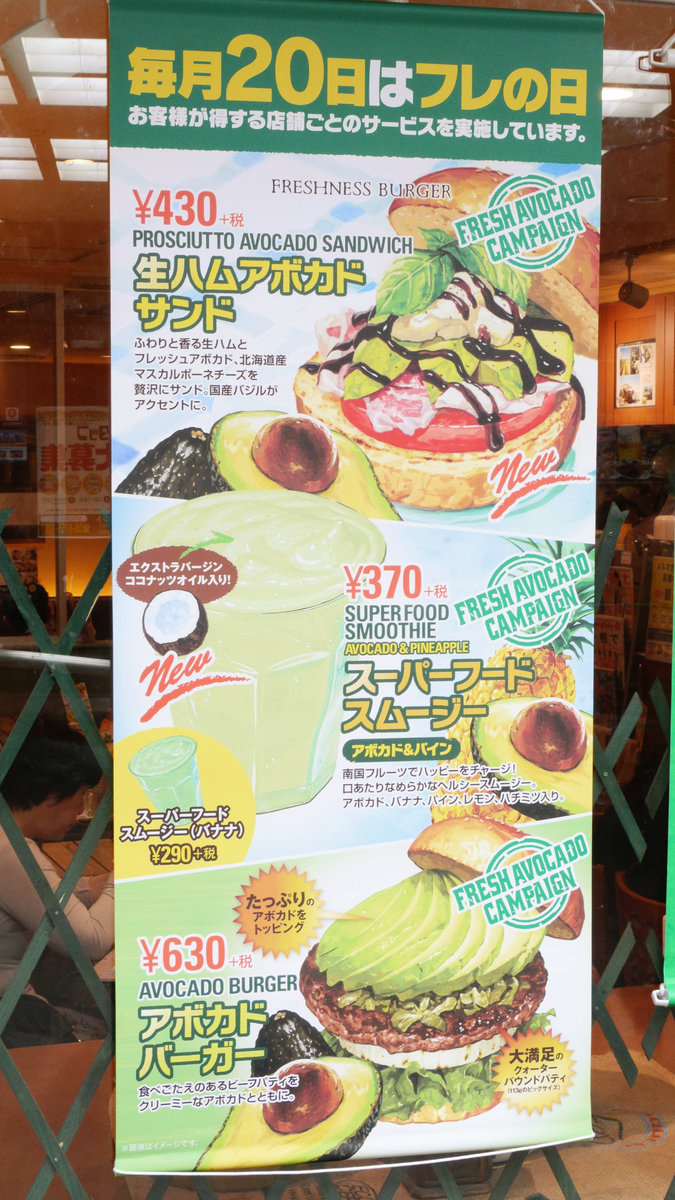 毎月20日はフレの日
お客様が得する店舗ごとのサービスを実施しています。
FRESHNESS BURGER
¥430+税
FRESH AVOCADO
CAMPAIGN
PROSCIUTTO AVOCADO SANDWICH
生ハムアボカド
サンド
ふわりと香る生ハムと
フレッシュアボカド、北海道産
マスカルポーネチーズを
贅沢にサンド。国産バジルが
アクセントに。
New
エクストラバージン
ココナッツオイル入り!
New
¥370+税
FRESH AVOCADO
CAMPAIGN
SUPER FOOD
SMOOTHIE
AVOCADO & PINEAPPLE
スーパーフード
スムージー
アボカド&パイン
南国フルーツでハッピーをチャージ!
口あたりなめらかなヘルシースムージー。
アボカド、バナナ、パイン、レモン、ハチミツ入り。
スーパーフード
スムージー(バナナ)
¥290+税
FRESH AVOCADO
CAMPAIGN
たっぷりの
アボカドを
トッピング
¥630+税
AVOCADO BURGER
アボカド
バーガー
食べごたえのあるビーフパティを
クリーミーなアボカドとともに。
大満足の
クォーター
パウンドパティ
(113gのビッグサイズ)
※画像はイメージです。